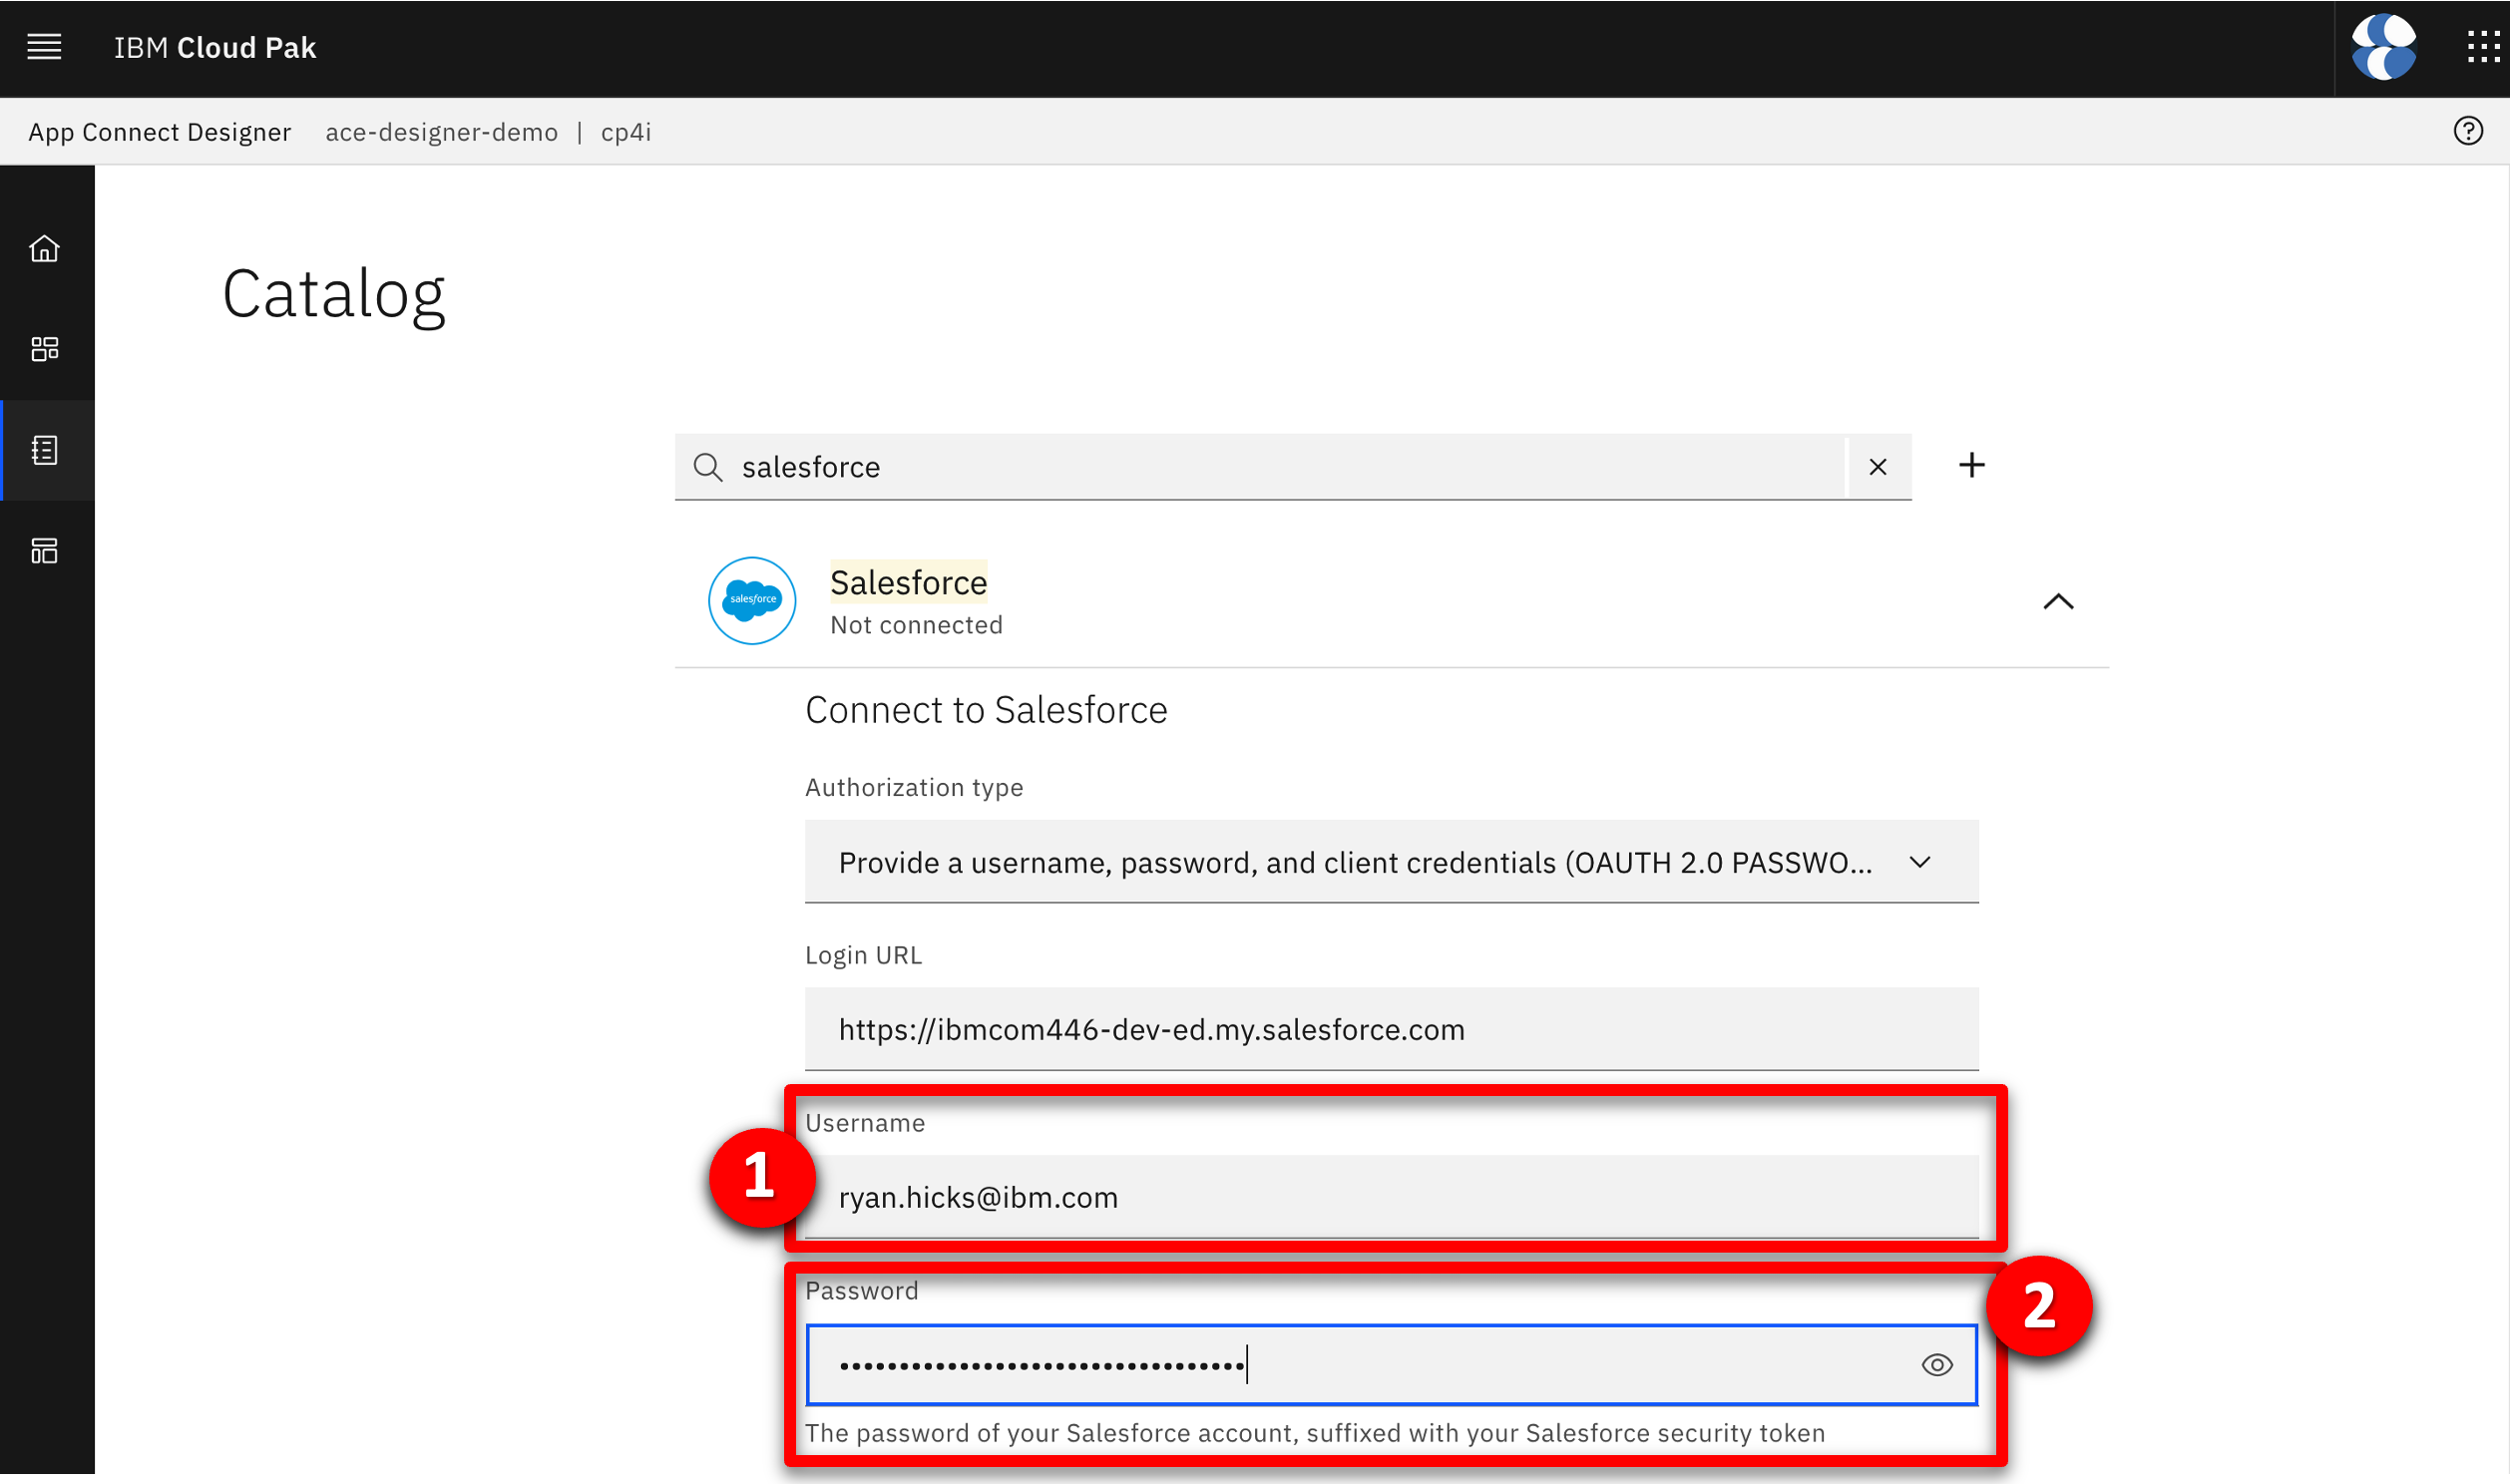 IBM Cloud Pak
App Connect Designer ace-designer-demo | cp4i
Catalog
salesforce
salesforce
Salesforce
Not connected
Connect to Salesforce
Authorization type
Provide a username, password, and client credentials (OAUTH 2.0 PASSWO...
Login URL
https://ibmcom446-dev-ed.my.salesforce.com
Username
1
ryan.hicks@ibm.com
Password
2
••••••••••••••••••••••••••••••••••
The password of your Salesforce account, suffixed with your Salesforce security token